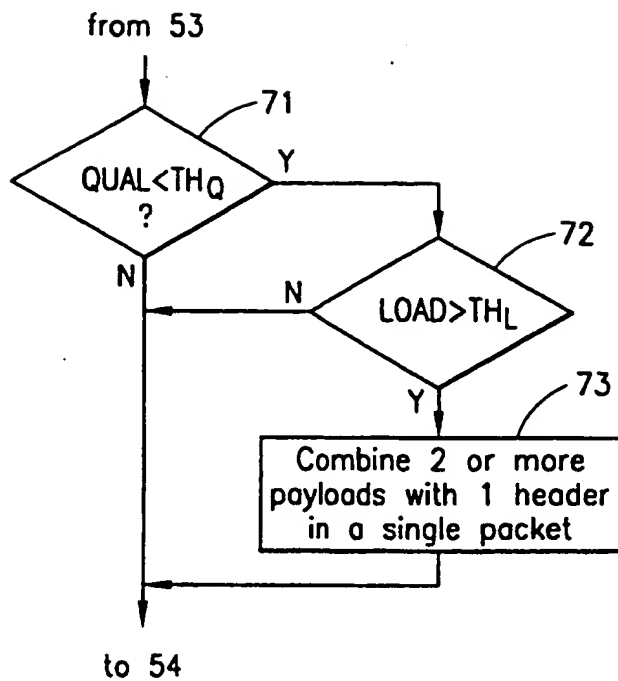 from 53
71
QUAL<THQ
?
Y
N
72
LOAD>THL
N
Y
73
Combine 2 or more
payloads with 1 header
in a single packet
to 54